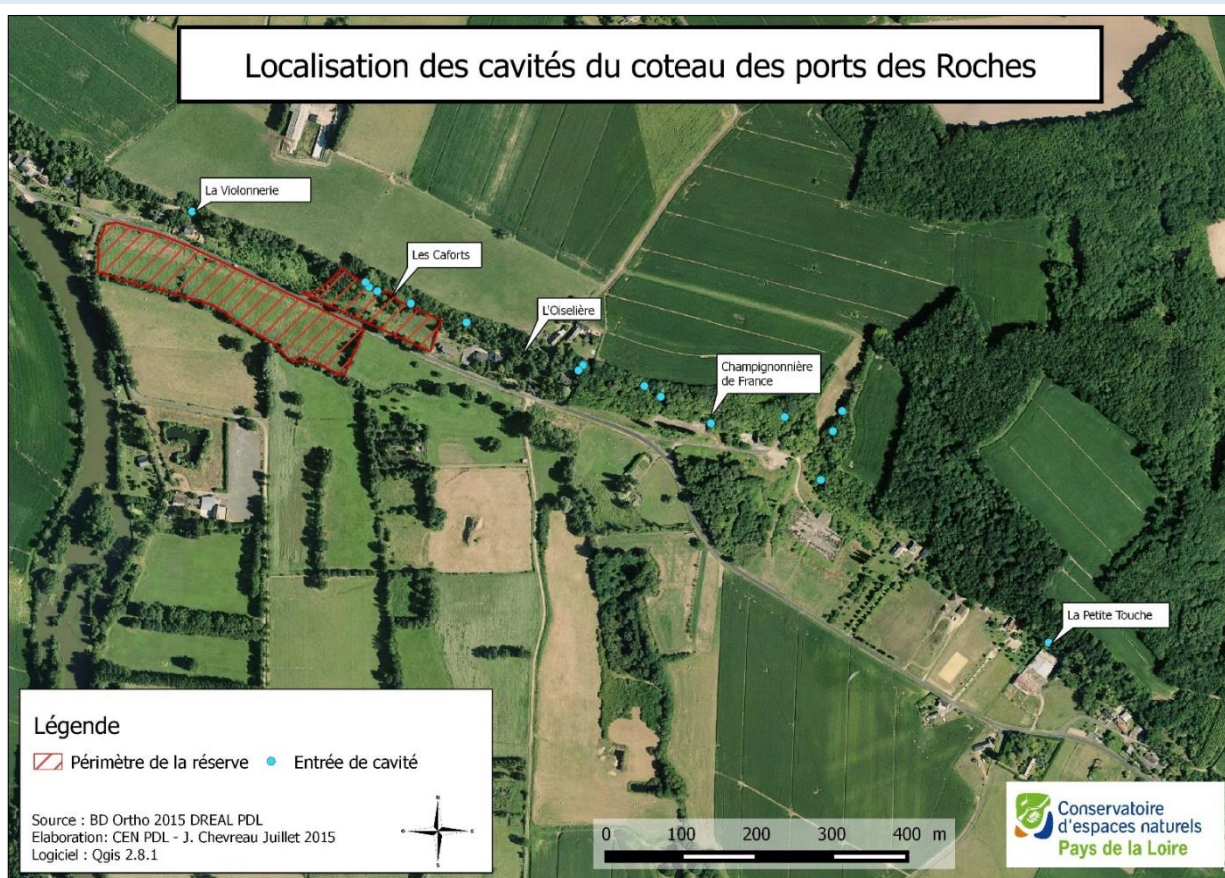 Localisation des cavités du coteau des ports des Roches
La Violonnerie
Les Caforts
L'Oiselière
Champignonnière
de France
La Petite Touche
Légende
Périmètre de la réserve
Entrée de cavité
Source : BD Ortho 2015 DREAL PDL
Elaboration: CEN PDL - J. Chevreau Juillet 2015
Logiciel : Qgis 2.8.1
N
E
S
0 100 200 300 400 m
Conservatoire
d'espaces naturels
Pays de la Loire